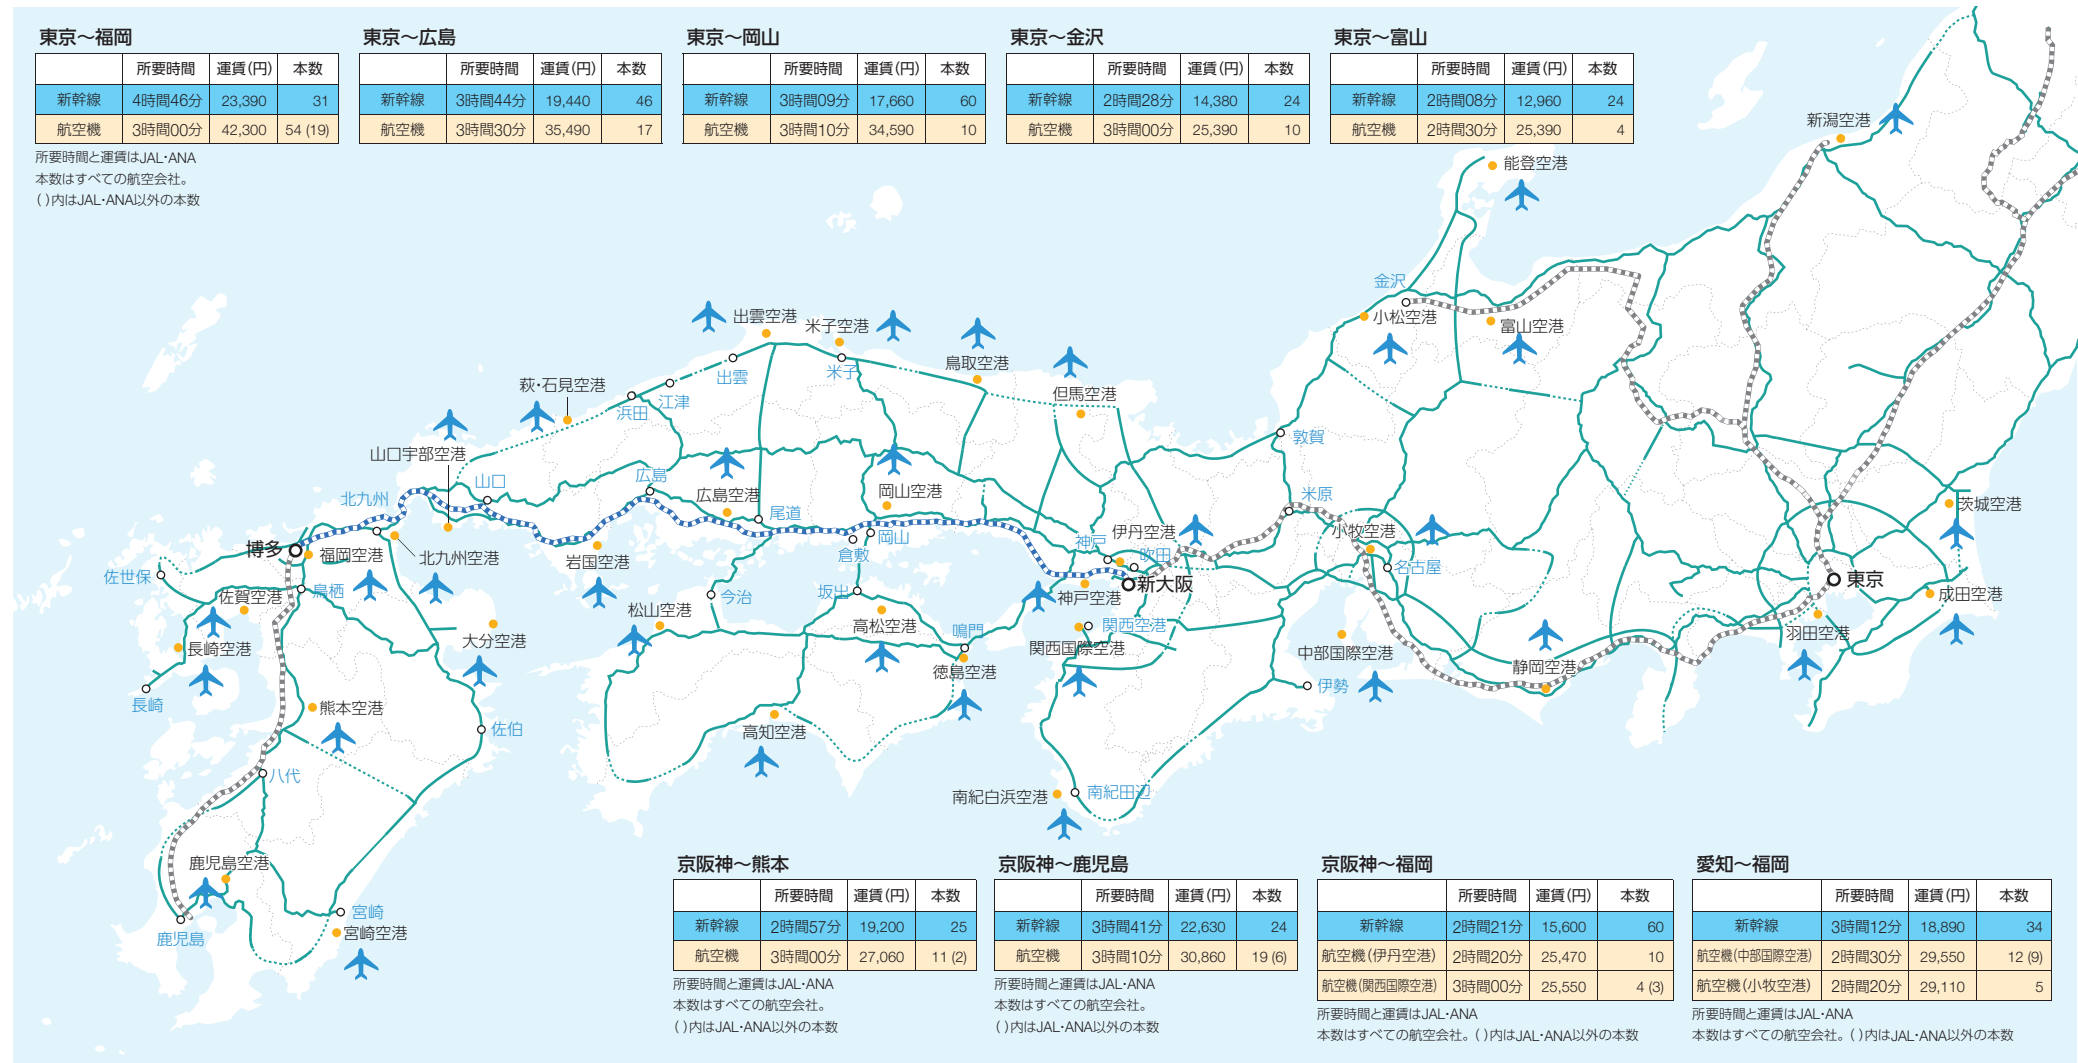 東京〜福岡
所要時間 運賃(円) 本数
新幹線 4時間46分 23,390 31
航空機 3時間00分 42,300 54 (19)
所要時間と運賃はJAL・ANA
本数はすべての航空会社。
( )内はJAL・ANA以外の本数
東京〜広島
所要時間 運賃(円) 本数
新幹線 3時間44分 19,440 46
航空機 3時間30分 35,490 17
東京〜岡山
所要時間 運賃(円) 本数
新幹線 3時間09分 17,660 60
航空機 3時間10分 34,590 10
東京〜金沢
所要時間 運賃(円) 本数
新幹線 2時間28分 14,380 24
航空機 3時間00分 25,390 10
東京〜富山
所要時間 運賃(円) 本数
新幹線 2時間08分 12,960 24
航空機 2時間30分 25,390 4
新潟空港
能登空港
金沢
小松空港
富山空港
出雲空港
米子空港
鳥取空港
但馬空港
出雲
米子
萩・石見空港
浜田
江津
敦賀
山口宇部空港
山口
広島
広島空港
岡山空港
北九州
尾道
岡山
倉敷
米原
小牧空港
名古屋
茨城空港
博多
福岡空港
北九州空港
岩国空港
神戸
伊丹空港
吹田
新大阪
神戸空港
東京
成田空港
羽田空港
佐世保
佐賀空港
鳥栖
松山空港
今治
坂出
高松空港
鳴門
徳島空港
関西空港
関西国際空港
中部国際空港
静岡空港
長崎空港
長崎
大分空港
伊勢
熊本空港
佐伯
高知空港
八代
南紀白浜空港
南紀田辺
鹿児島空港
鹿児島
宮崎
宮崎空港
京阪神〜熊本
所要時間 運賃(円) 本数
新幹線 2時間57分 19,200 25
航空機 3時間00分 27,060 11 (2)
所要時間と運賃はJAL・ANA
本数はすべての航空会社。
( )内はJAL・ANA以外の本数
京阪神〜鹿児島
所要時間 運賃(円) 本数
新幹線 3時間41分 22,630 24
航空機 3時間10分 30,860 19 (6)
所要時間と運賃はJAL・ANA
本数はすべての航空会社。
( )内はJAL・ANA以外の本数
京阪神〜福岡
所要時間 運賃(円) 本数
新幹線 2時間21分 15,600 60
航空機(伊丹空港) 2時間20分 25,470 10
航空機(関西国際空港) 3時間00分 25,550 4 (3)
所要時間と運賃はJAL・ANA
本数はすべての航空会社。( )内はJAL・ANA以外の本数
愛知〜福岡
所要時間 運賃(円) 本数
新幹線 3時間12分 18,890 34
航空機(中部国際空港) 2時間30分 29,550 12 (9)
航空機(小牧空港) 2時間20分 29,110 5
所要時間と運賃はJAL・ANA
本数はすべての航空会社。( )内はJAL・ANA以外の本数